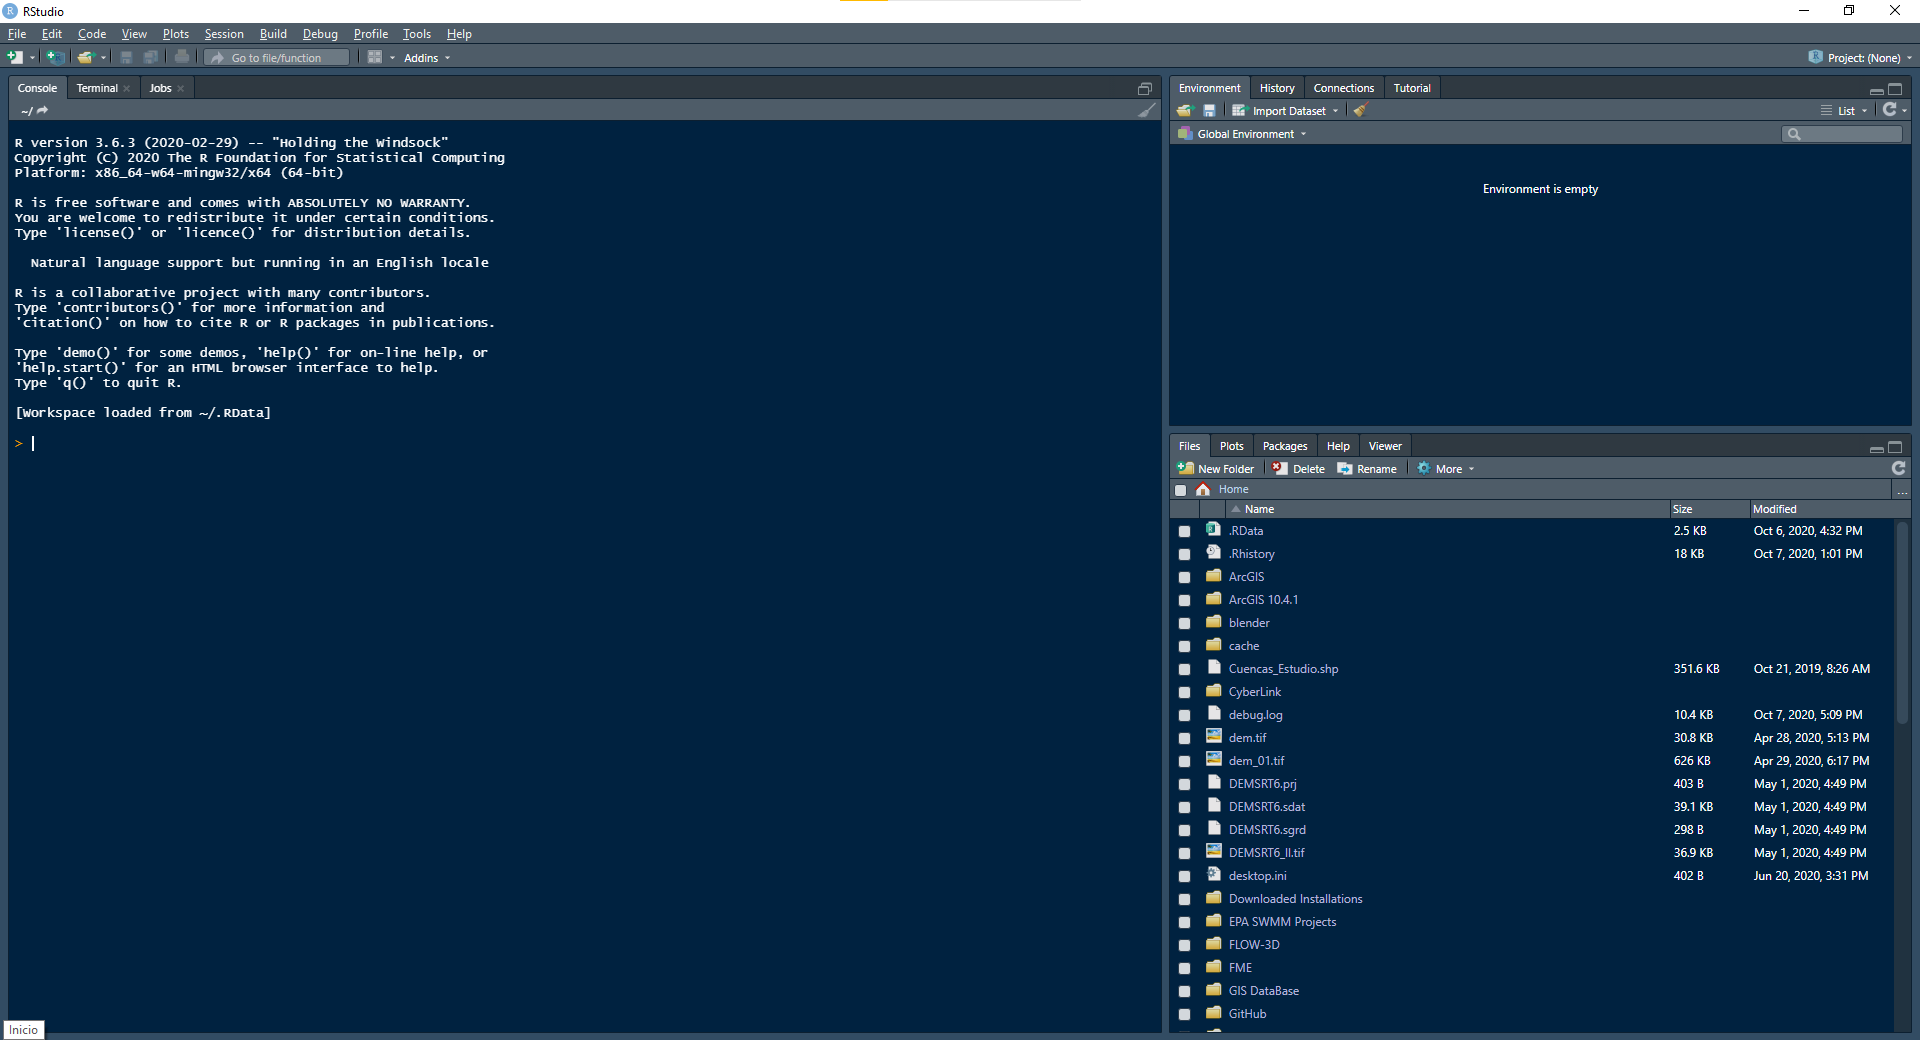 RStudio
File Edit Code View Plots Session Build Debug Profile Tools Help
Go to file/function Addins Project: (None)
Console Terminal Jobs
~/
R version 3.6.3 (2020-02-29) -- "Holding the Windsock"
Copyright (C) 2020 The R Foundation for Statistical Computing
Platform: x86_64-w64-mingw32/x64 (64-bit)
R is free software and comes with ABSOLUTELY NO WARRANTY.
You are welcome to redistribute it under certain conditions.
Type 'license()' or 'licence()' for distribution details.
Natural language support but running in an English locale
R is a collaborative project with many contributors.
Type 'contributors()' for more information and
'citation()' on how to cite R or R packages in publications.
Type 'demo()' for some demos, 'help()' for on-line help, or
'help.start()' for an HTML browser interface to help.
Type 'q()' to quit R.
[Workspace loaded from ~/.RData]
>
Environment History Connections Tutorial
Import Dataset List
Global Environment
Environment is empty
Files Plots Packages Help Viewer
New Folder Delete Rename More
Home ...
Name Size Modified
.RData 2.5 KB Oct 6, 2020, 4:32 PM
.Rhistory 18 KB Oct 7, 2020, 1:01 PM
ArcGIS
ArcGIS 10.4.1
blender
cache
Cuencas_Estudio.shp 351.6 KB Oct 21, 2019, 8:26 AM
CyberLink
debug.log 10.4 KB Oct 7, 2020, 5:09 PM
dem.tif 30.8 KB Apr 28, 2020, 5:13 PM
dem_01.tif 626 KB Apr 29, 2020, 6:17 PM
DEMSRT6.prj 403 B May 1, 2020, 4:49 PM
DEMSRT6.sdat 39.1 KB May 1, 2020, 4:49 PM
DEMSRT6.sgrd 298 B May 1, 2020, 4:49 PM
DEMSRT6_II.tif 36.9 KB May 1, 2020, 4:49 PM
desktop.ini 402 B Jun 20, 2020, 3:31 PM
Downloaded Installations
EPA SWMM Projects
FLOW-3D
FME
GIS DataBase
GitHub
Inicio